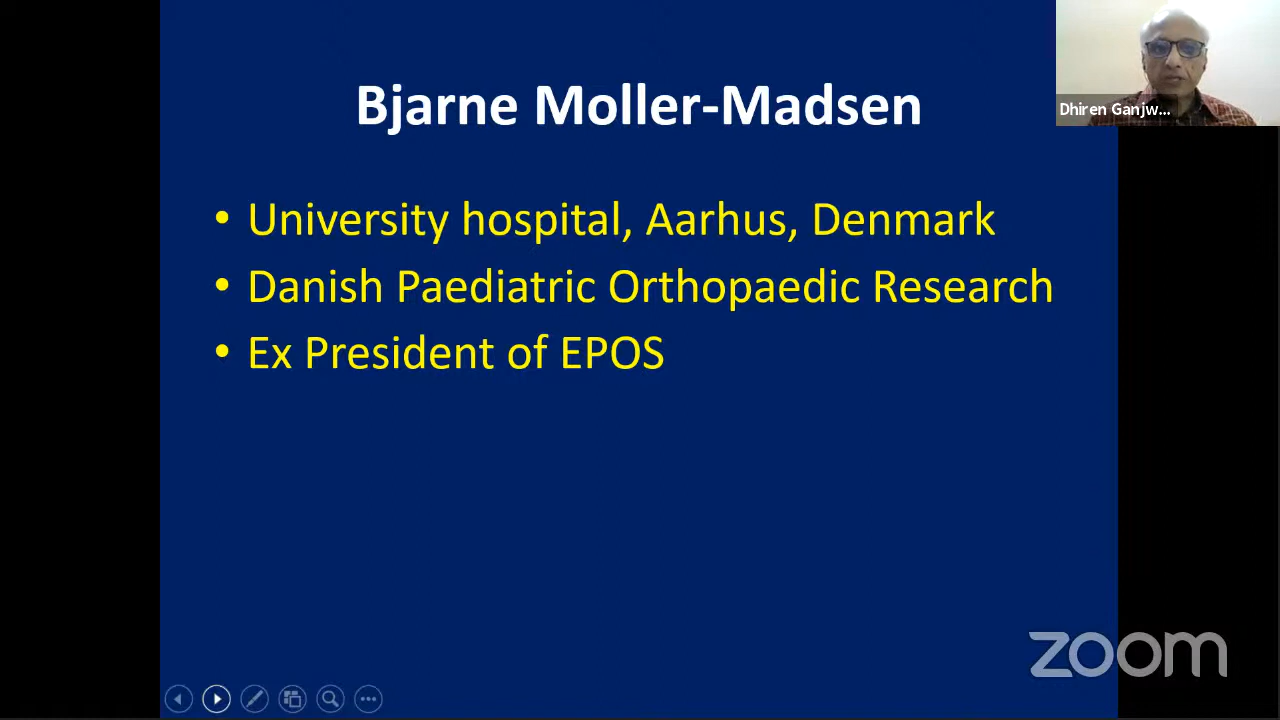 Bjarne Moller-Madsen
Dhiren Ganjw...
• University hospital, Aarhus, Denmark
• Danish Paediatric Orthopaedic Research
• Ex President of EPOS
zoom